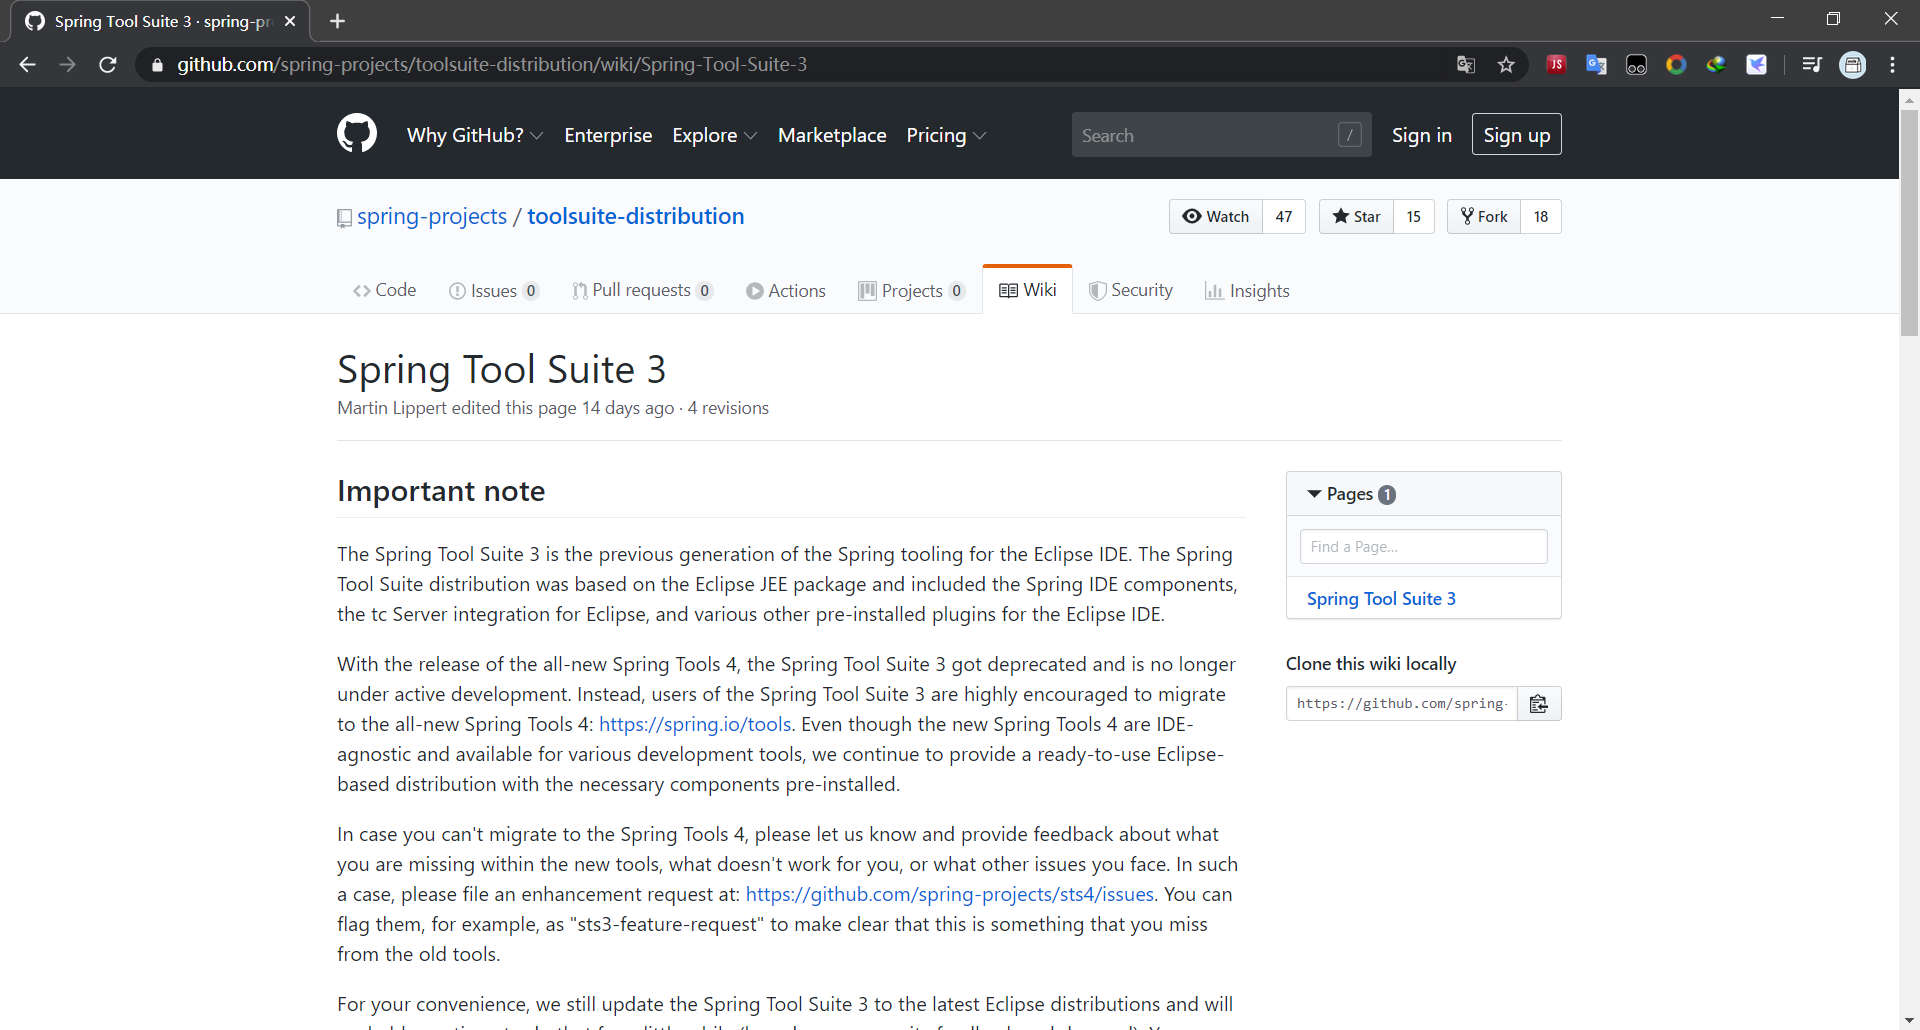 Spring Tool Suite 3 · spring-pr
github.com/spring-projects/toolsuite-distribution/wiki/Spring-Tool-Suite-3
JS
Why GitHub? Enterprise Explore Marketplace Pricing
Search /
Sign in Sign up
spring-projects / toolsuite-distribution
Watch 47 Star 15 Fork 18
Code Issues 0 Pull requests 0 Actions Projects 0 Wiki Security Insights
Spring Tool Suite 3
Martin Lippert edited this page 14 days ago · 4 revisions
Important note
The Spring Tool Suite 3 is the previous generation of the Spring tooling for the Eclipse IDE. The Spring
Tool Suite distribution was based on the Eclipse JEE package and included the Spring IDE components,
the tc Server integration for Eclipse, and various other pre-installed plugins for the Eclipse IDE.
With the release of the all-new Spring Tools 4, the Spring Tool Suite 3 got deprecated and is no longer
under active development. Instead, users of the Spring Tool Suite 3 are highly encouraged to migrate
to the all-new Spring Tools 4: https://spring.io/tools. Even though the new Spring Tools 4 are IDE-
agnostic and available for various development tools, we continue to provide a ready-to-use Eclipse-
based distribution with the necessary components pre-installed.
In case you can't migrate to the Spring Tools 4, please let us know and provide feedback about what
you are missing within the new tools, what doesn't work for you, or what other issues you face. In such
a case, please file an enhancement request at: https://github.com/spring-projects/sts4/issues. You can
flag them, for example, as "sts3-feature-request" to make clear that this is something that you miss
from the old tools.
For your convenience, we still update the Spring Tool Suite 3 to the latest Eclipse distributions and will
Pages 1
Find a Page...
Spring Tool Suite 3
Clone this wiki locally
https://github.com/spring-